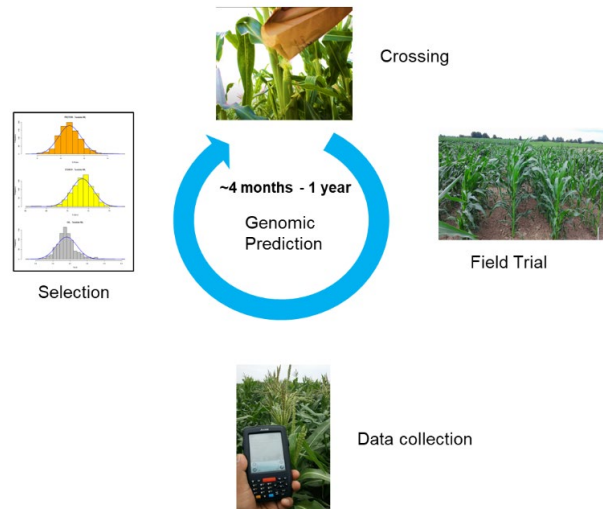 Crossing
~4 months - 1 year
Genomic
Prediction
Selection
Field Trial
Data collection